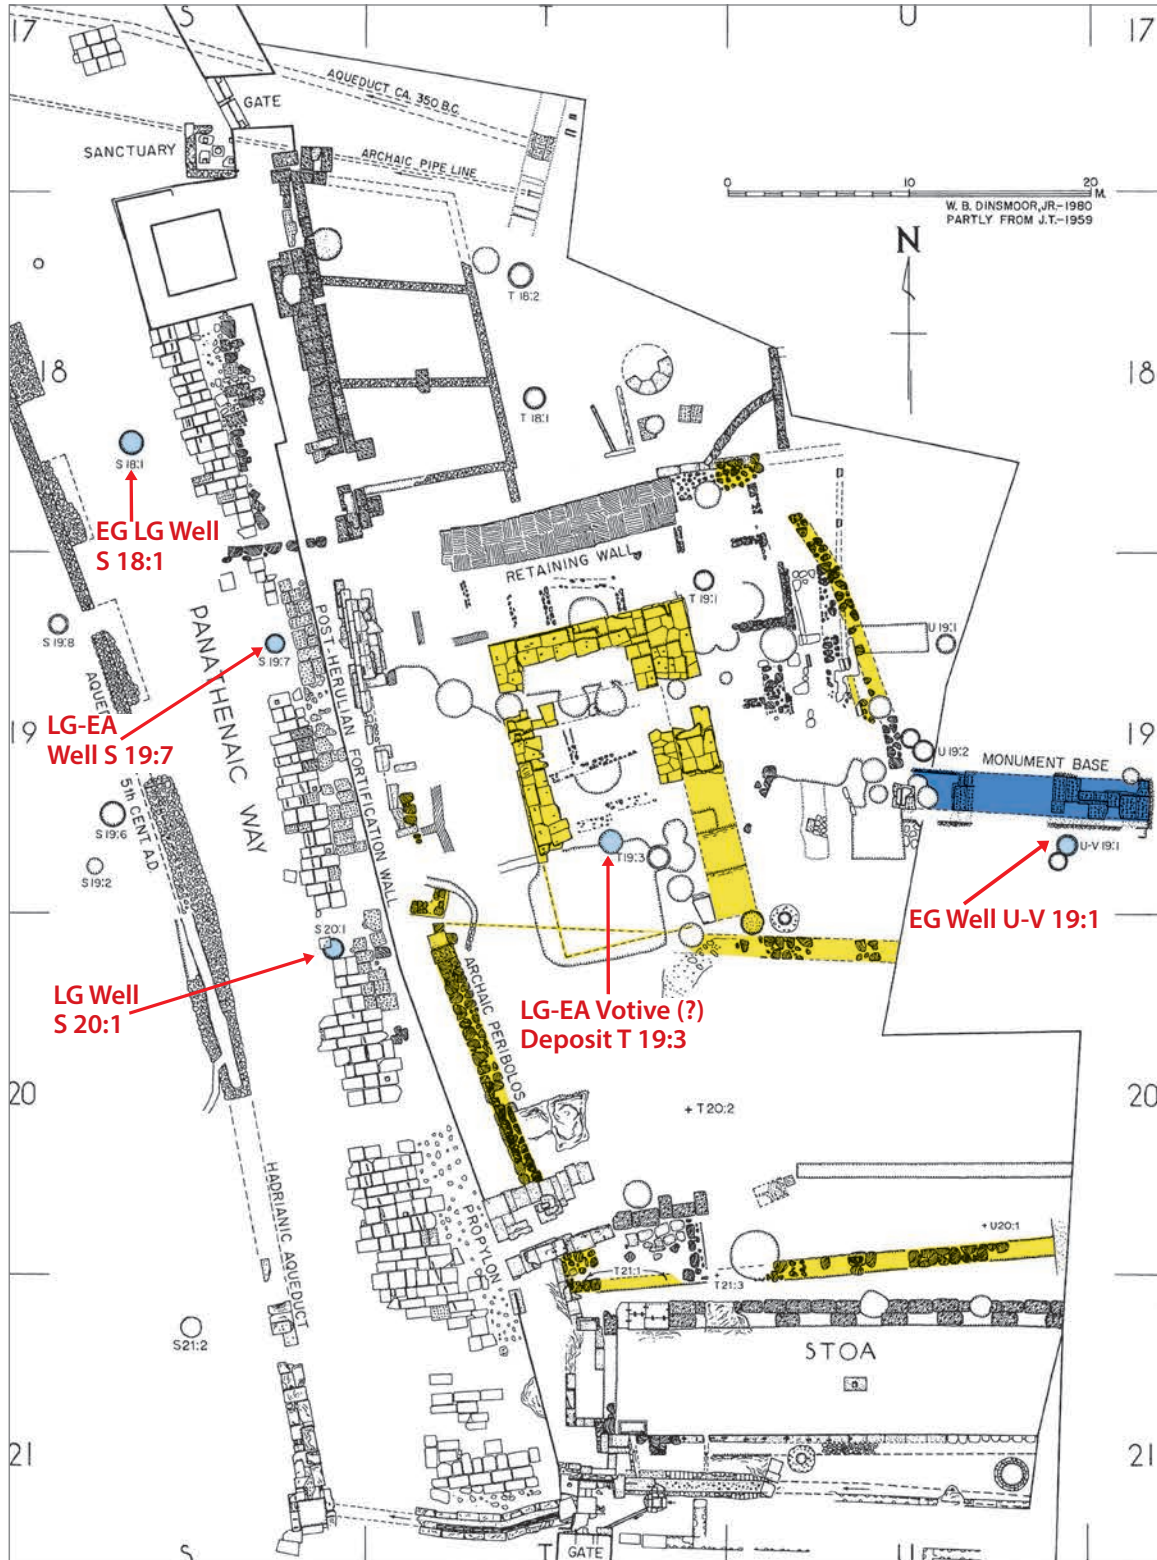 S
T
U
17
17
AQUEDUCT CA. 350 B.C.
GATE
SANCTUARY
ARCHAIC PIPE LINE
0
10
20
M.
W. B. DINSMOOR, JR.–1980
PARTLY FROM J.T.–1959
N
T 18:2
18
18
T 18:1
S 18:1
EG LG Well
S 18:1
RETAINING WALL
T 19:1
U 19:1
S 19:8
S 19:7
PANATHENAIC WAY
POST-HERULIAN FORTIFICATION WALL
AQUE
LG-EA
Well S 19:7
19
19
U 19:2
MONUMENT BASE
5th CENT. A.D.
S 19:6
S 19:2
T 19:3
U-V 19:1
EG Well U-V 19:1
S 20:1
LG Well
S 20:1
ARCHAIC PERIBOLOS
LG-EA Votive (?)
Deposit T 19:3
20
20
+ T 20:2
HADRIANIC AQUEDUCT
PROPYLON
+ U20:1
T21:1
+
T21:3
S21:2
STOA
21
21
S
T
U
GATE